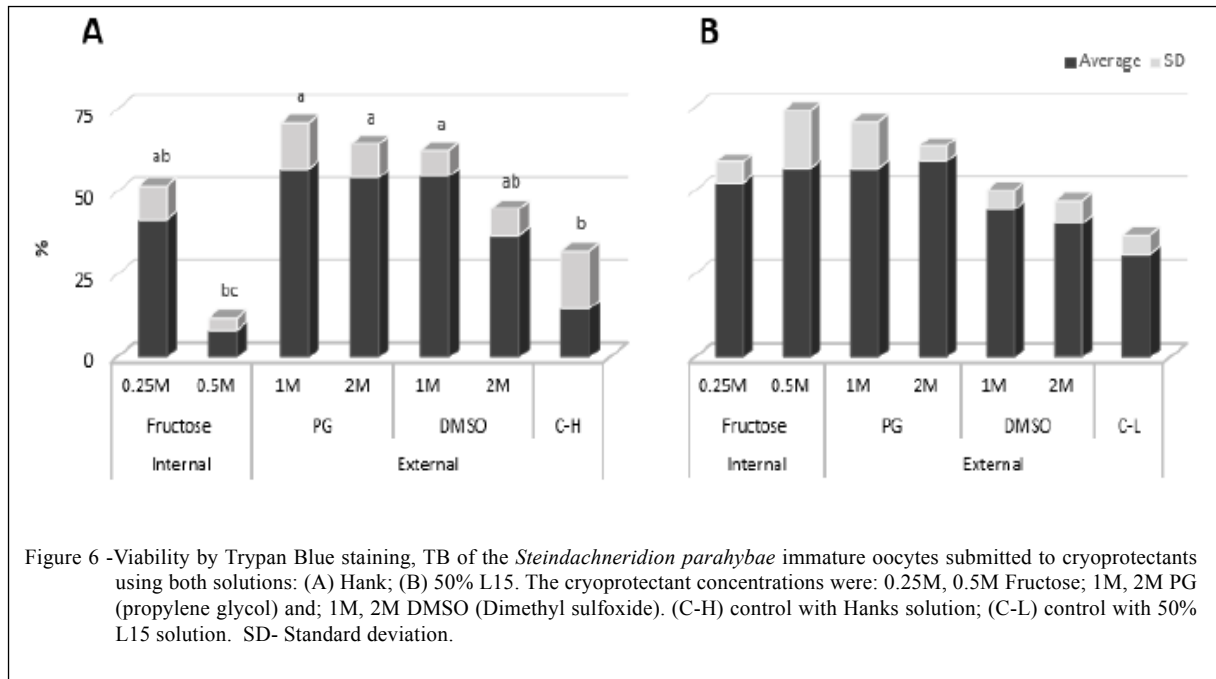 A
B
Average SD
75
50
25
0
%
ab
bc
a
a
a
ab
b
0.25M 0.5M 1M 2M 1M 2M
Fructose PG DMSO C-H
Internal External
0.25M 0.5M 1M 2M 1M 2M
Fructose PG DMSO C-L
Internal External
Figure 6 -Viability by Trypan Blue staining, TB of the Steindachneridion parahybae immature oocytes submitted to cryoprotectants
using both solutions: (A) Hank; (B) 50% L15. The cryoprotectant concentrations were: 0.25M, 0.5M Fructose; 1M, 2M PG
(propylene glycol) and; 1M, 2M DMSO (Dimethyl sulfoxide). (C-H) control with Hanks solution; (C-L) control with 50%
L15 solution. SD- Standard deviation.